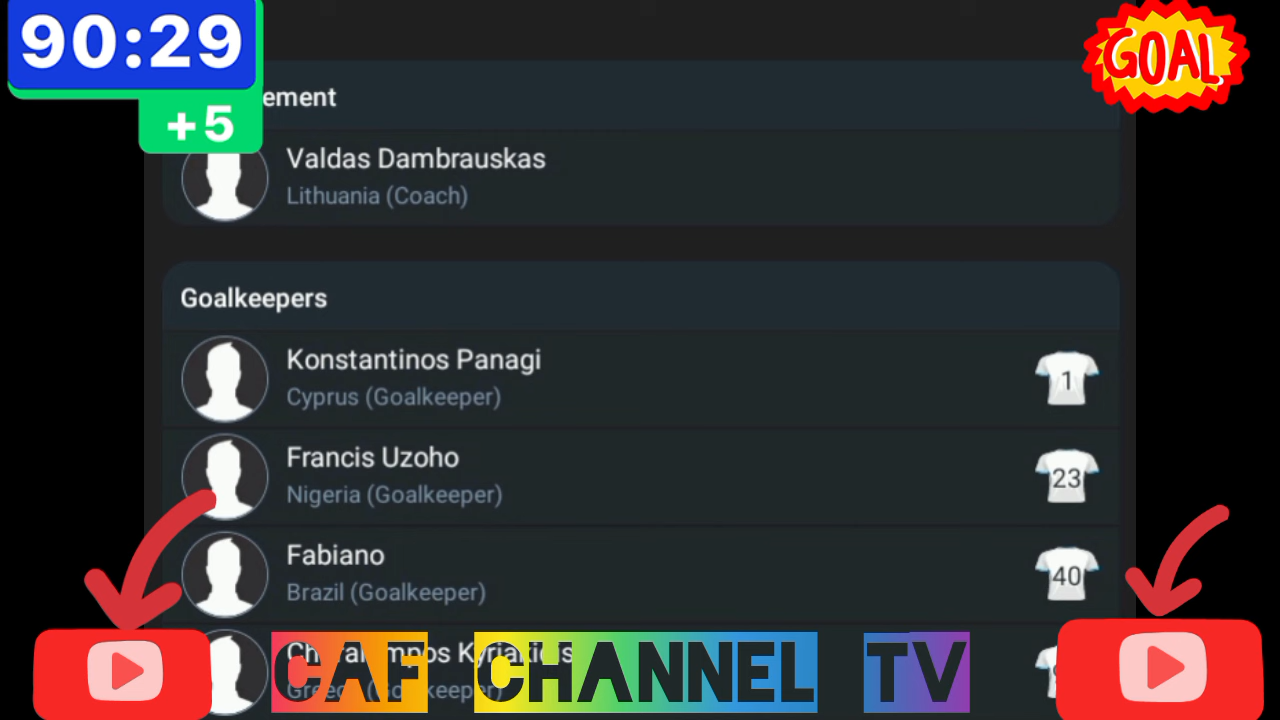 90:29
+5
GOAL
ement
Valdas Dambrauskas
Lithuania (Coach)
Goalkeepers
Konstantinos Panagi
Cyprus (Goalkeeper)
1
Francis Uzoho
Nigeria (Goalkeeper)
23
Fabiano
Brazil (Goalkeeper)
40
CAF CHANNEL TV